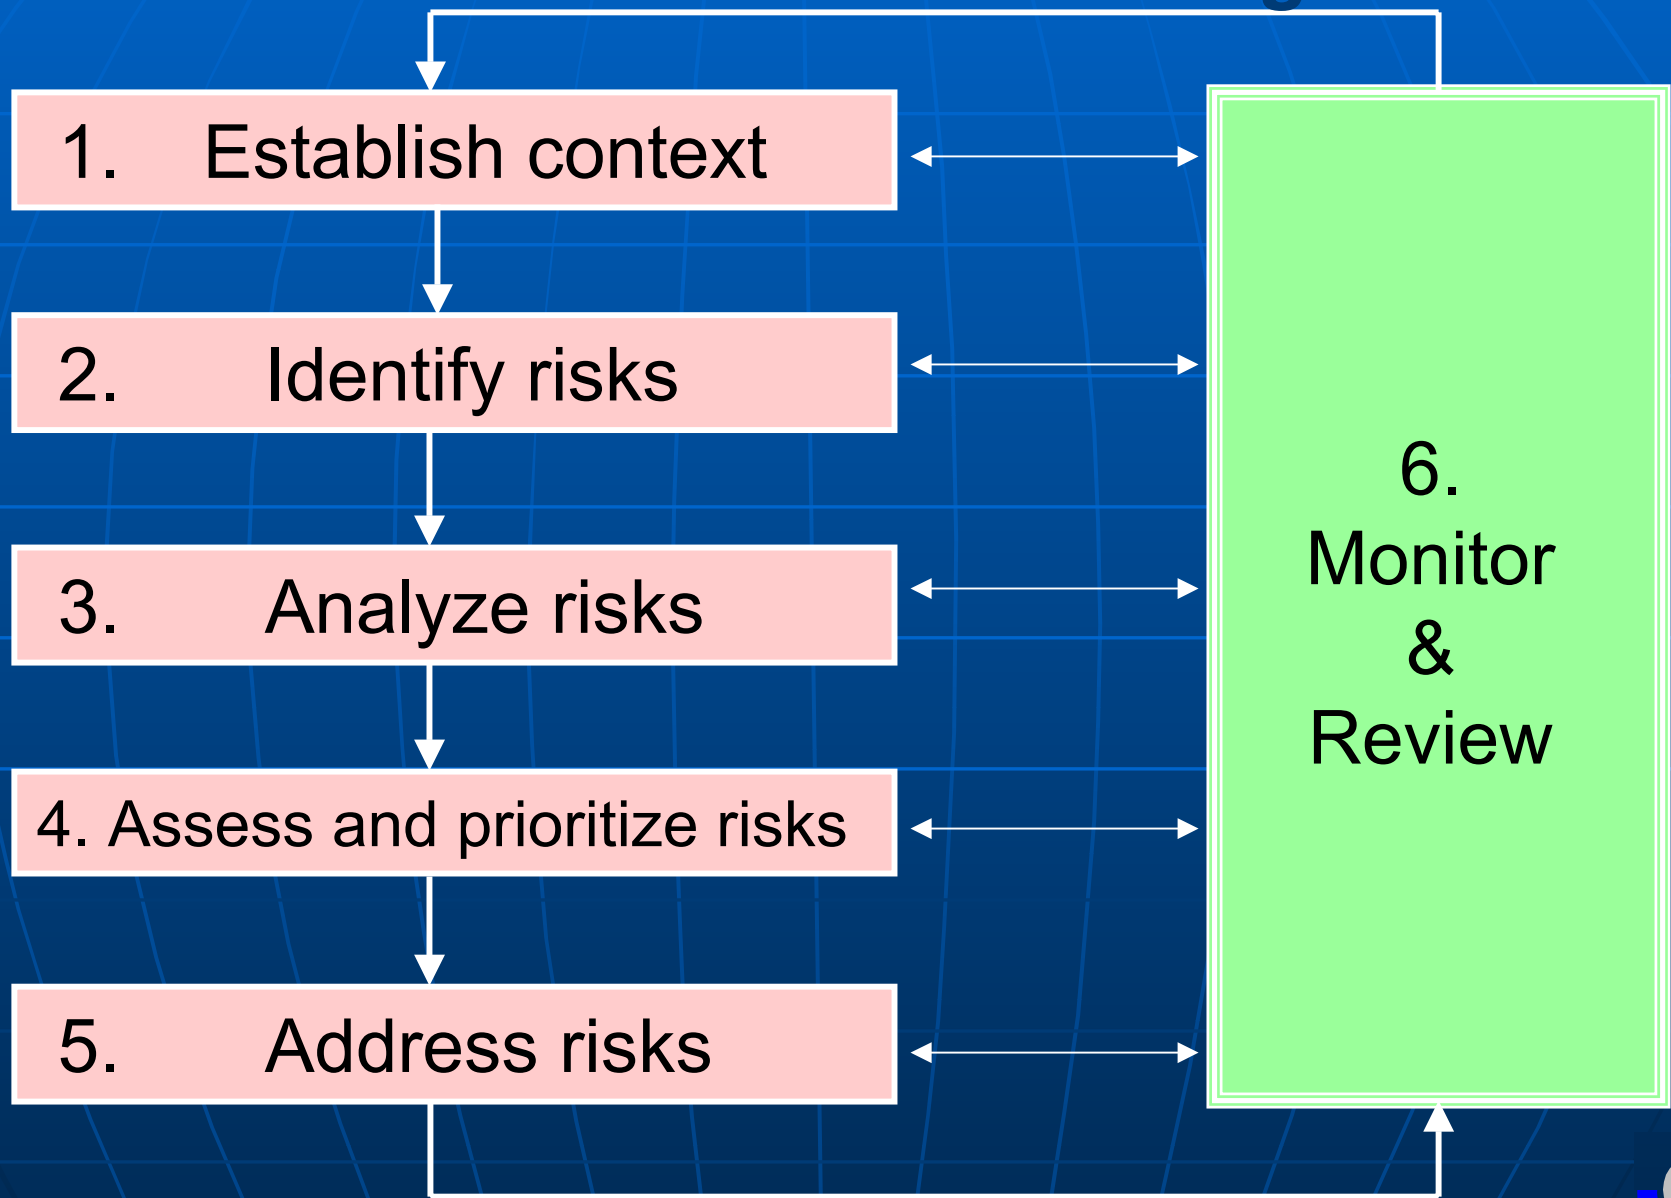 1. Establish context
2. Identify risks
3. Analyze risks
4. Assess and prioritize risks
5. Address risks
6.
Monitor
&
Review